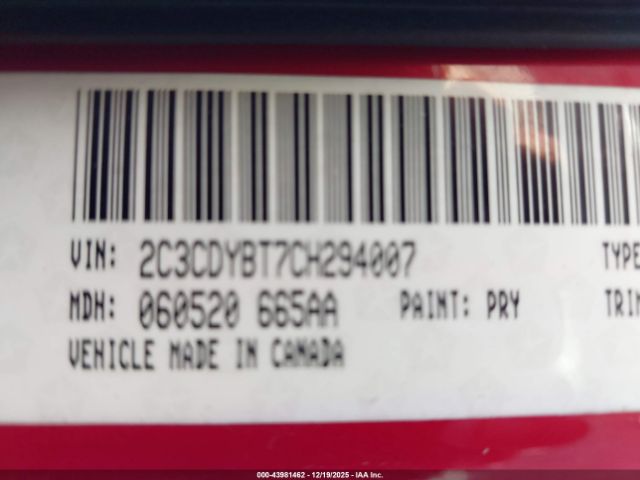 VIN: 2C3CDYBT7CH294007 TYPE
MDH: 060520 665AA PAINT: PRY TRIM
VEHICLE MADE IN CANADA
000-43981462 - 12/19/2025 - IAA Inc.